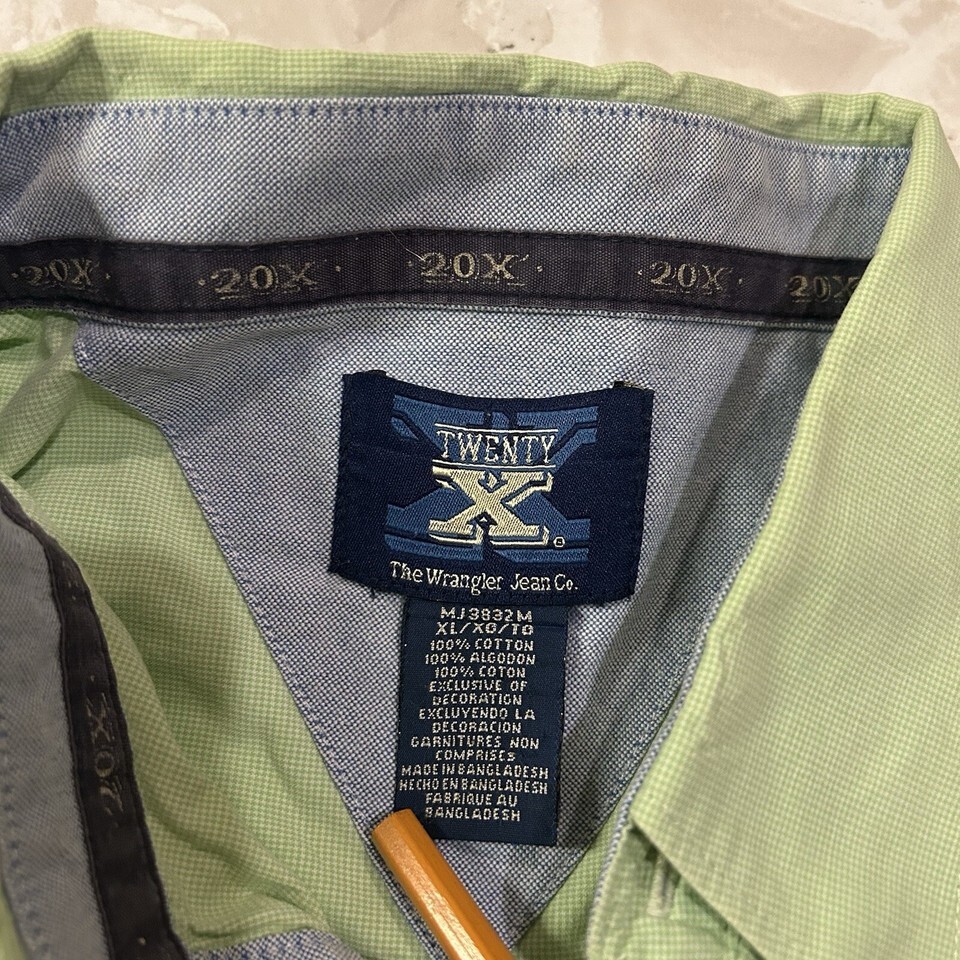 20X 20X 20X 20X 20X
TWENTY
X®
The Wrangler Jean Co.
MJ3832M
XL/XG/TG
100% COTTON
100% ALGODON
100% COTON
EXCLUSIVE OF
DECORATION
EXCLUYENDO LA
DECORACION
GARNITURES NON
COMPRISES
MADE IN BANGLADESH
HECHO EN BANGLADESH
FABRIQUE AU
BANGLADESH
20X